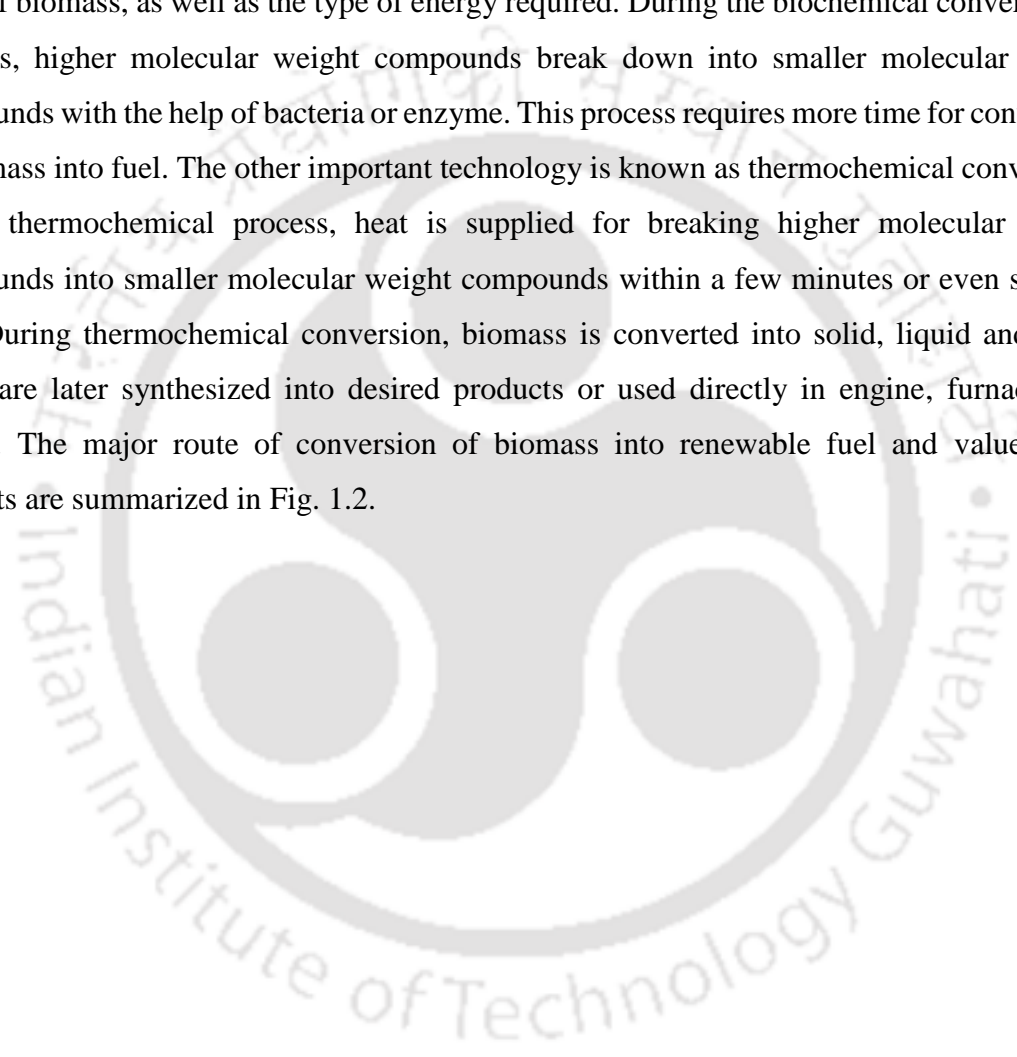 f biomass, as well as the type of energy required. During the biochemical conver
s, higher molecular weight compounds break down into smaller molecular
unds with the help of bacteria or enzyme. This process requires more time for con
nass into fuel. The other important technology is known as thermochemical conv
thermochemical process, heat is supplied for breaking higher molecular
unds into smaller molecular weight compounds within a few minutes or even s
During thermochemical conversion, biomass is converted into solid, liquid and
are later synthesized into desired products or used directly in engine, furnac
. The major route of conversion of biomass into renewable fuel and value
ts are summarized in Fig. 1.2.
Indian Institute of Technology Guwahati